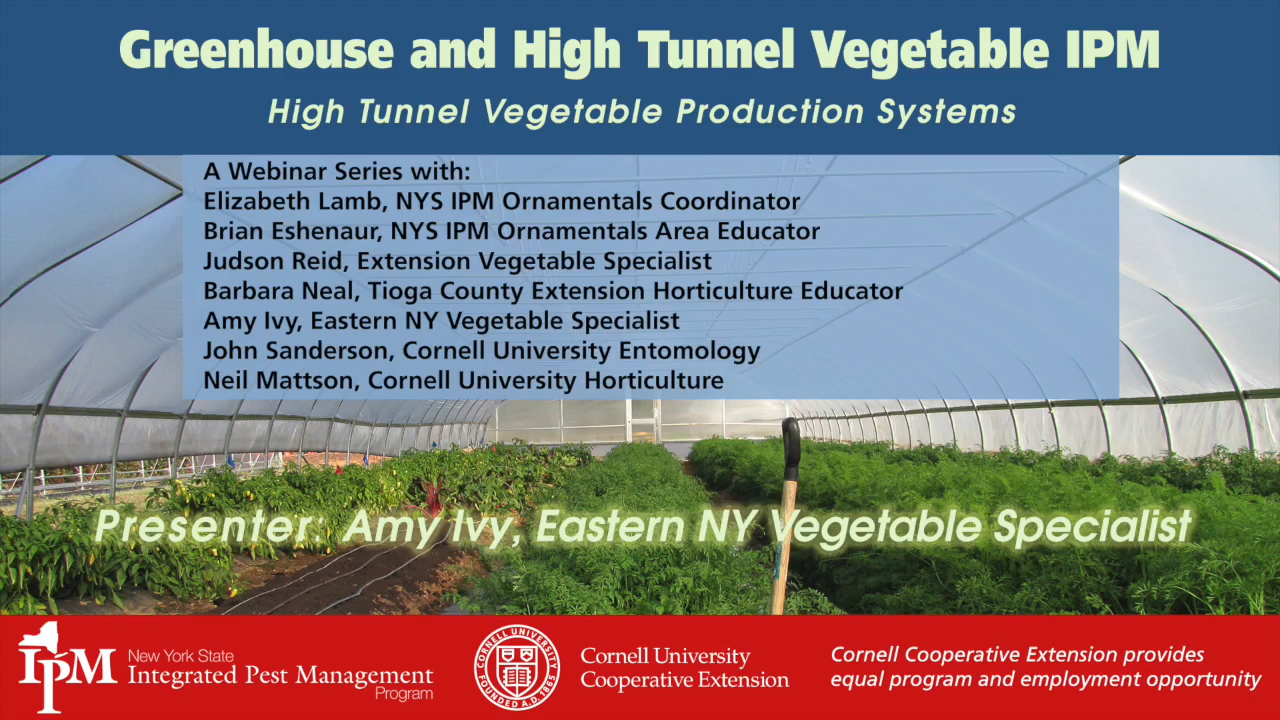 Greenhouse and High Tunnel Vegetable IPM
High Tunnel Vegetable Production Systems
A Webinar Series with:
Elizabeth Lamb, NYS IPM Ornamentals Coordinator
Brian Eshenaur, NYS IPM Ornamentals Area Educator
Judson Reid, Extension Vegetable Specialist
Barbara Neal, Tioga County Extension Horticulture Educator
Amy Ivy, Eastern NY Vegetable Specialist
John Sanderson, Cornell University Entomology
Neil Mattson, Cornell University Horticulture
Presenter: Amy Ivy, Eastern NY Vegetable Specialist
IPM
New York State
Integrated Pest Management
Program
CORNELL UNIVERSITY
FOUNDED A.D. 1865
Cornell University
Cooperative Extension
Cornell Cooperative Extension provides
equal program and employment opportunity